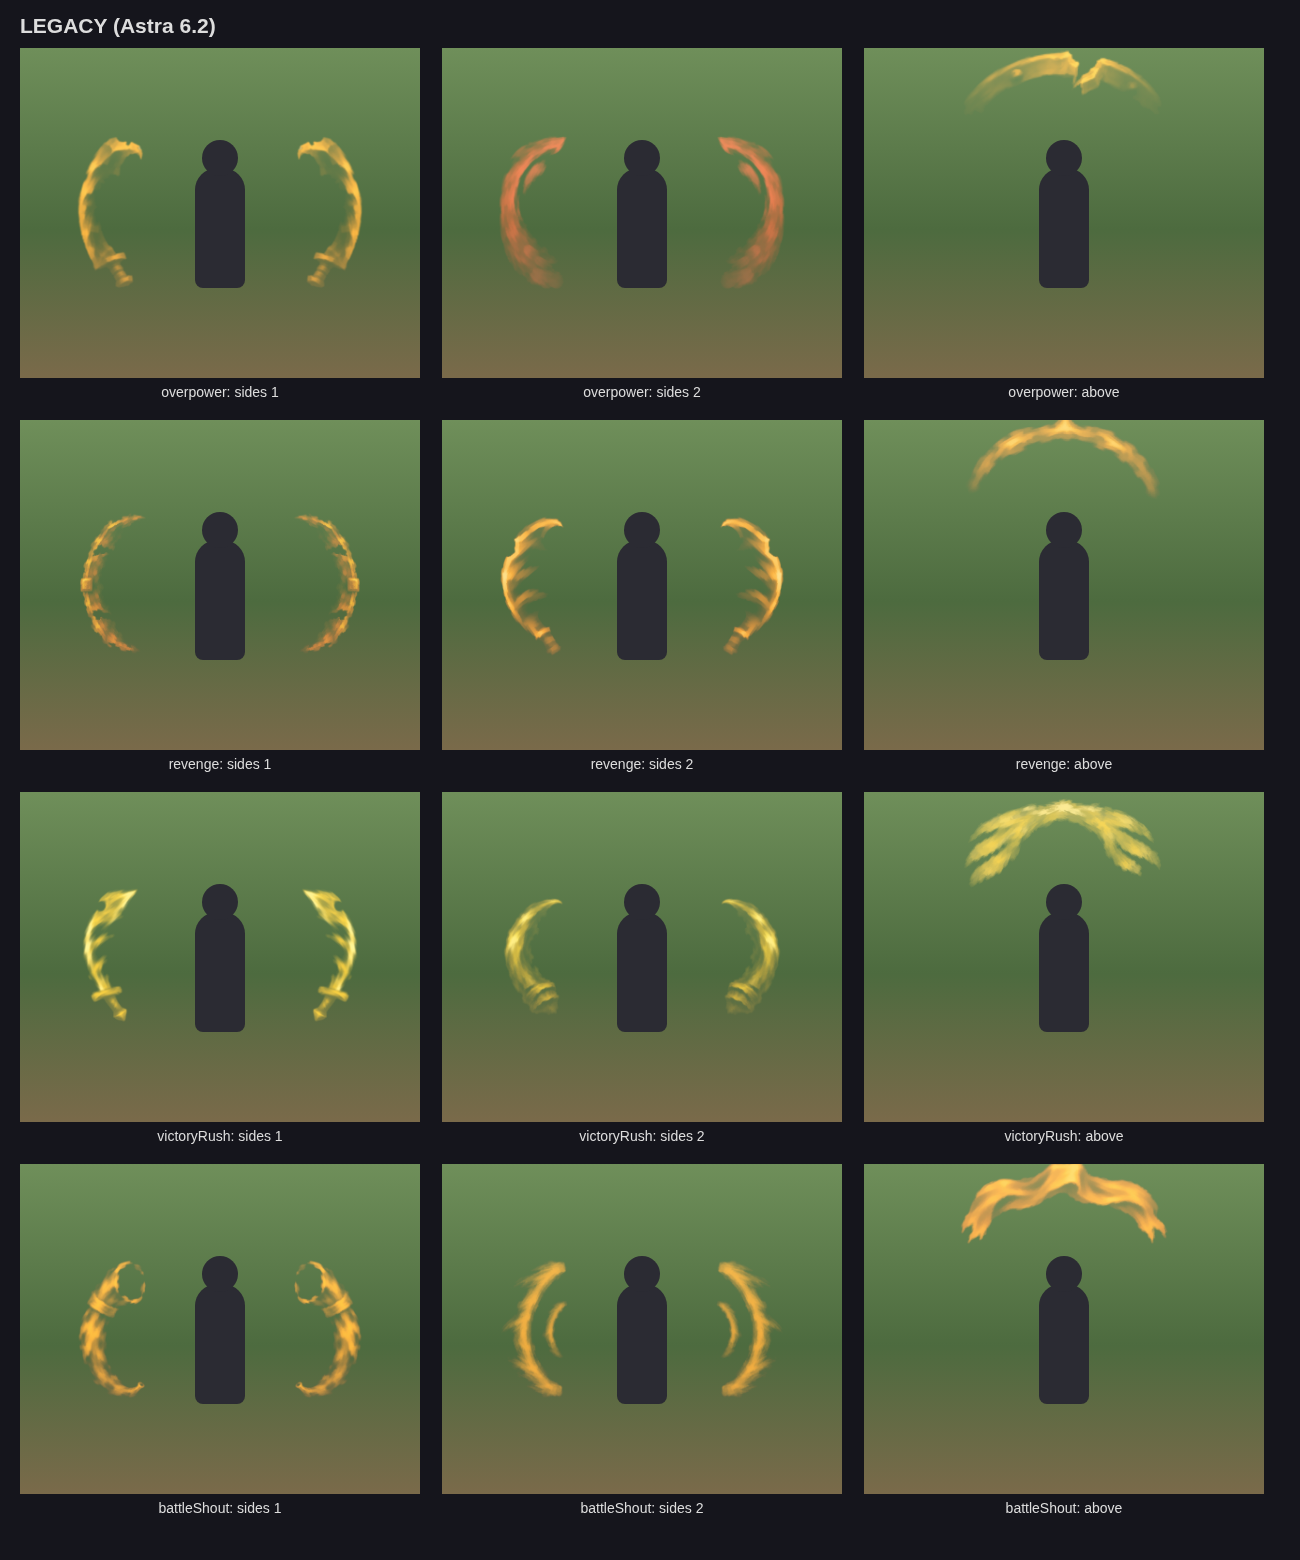 LEGACY (Astra 6.2)
overpower: sides 1
overpower: sides 2
overpower: above
revenge: sides 1
revenge: sides 2
revenge: above
victoryRush: sides 1
victoryRush: sides 2
victoryRush: above
battleShout: sides 1
battleShout: sides 2
battleShout: above